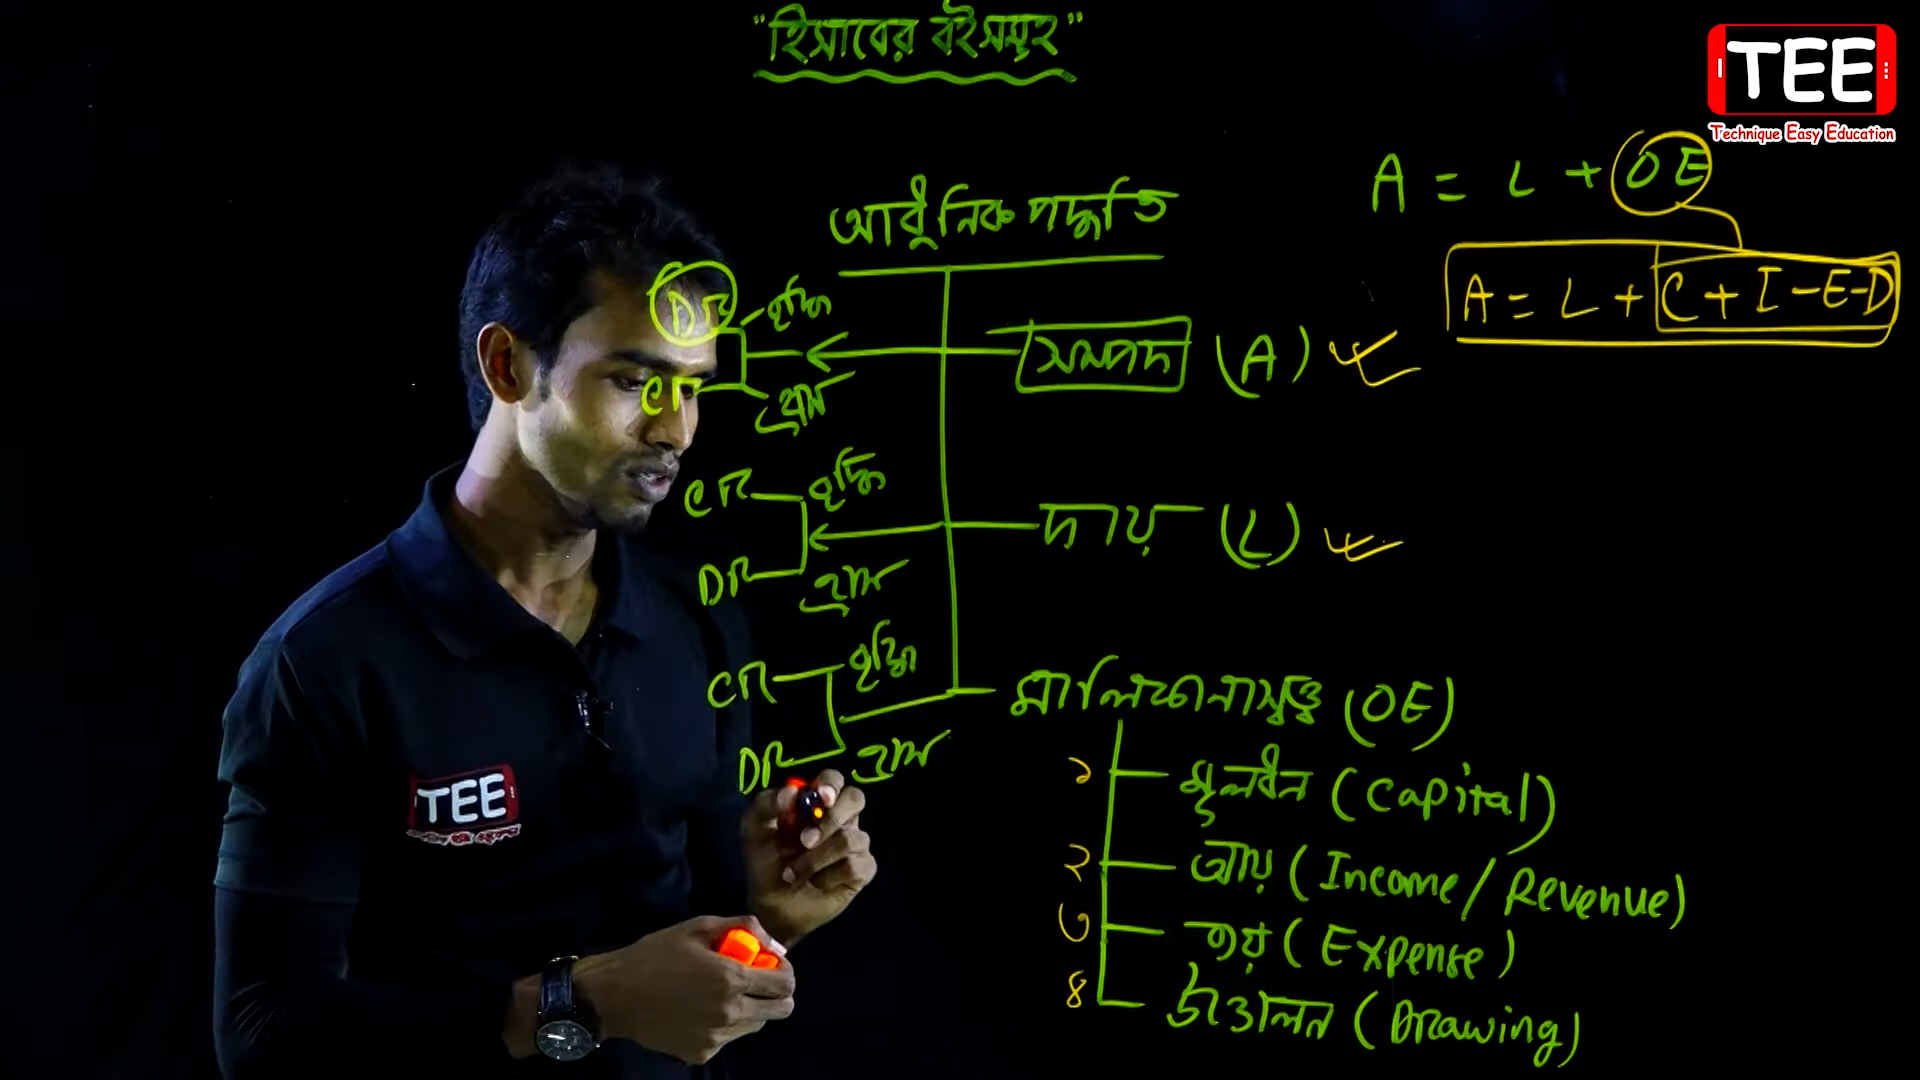 "হিসাবের বইসমূহ"
TEE
Technique Easy Education
A = L + OE
A = L + C + I - E - D
আধুনিক পদ্ধতি
DR বৃদ্ধি
সম্পদ (A)
CR হ্রাস
CR বৃদ্ধি
দায় (L)
DR হ্রাস
CR বৃদ্ধি
মালিকানাস্বত্ব (OE)
DR হ্রাস
১ মূলধন (Capital)
২ আয় (Income/Revenue)
৩ ব্যয় (Expense)
৪ উত্তোলন (Drawing)
TEE